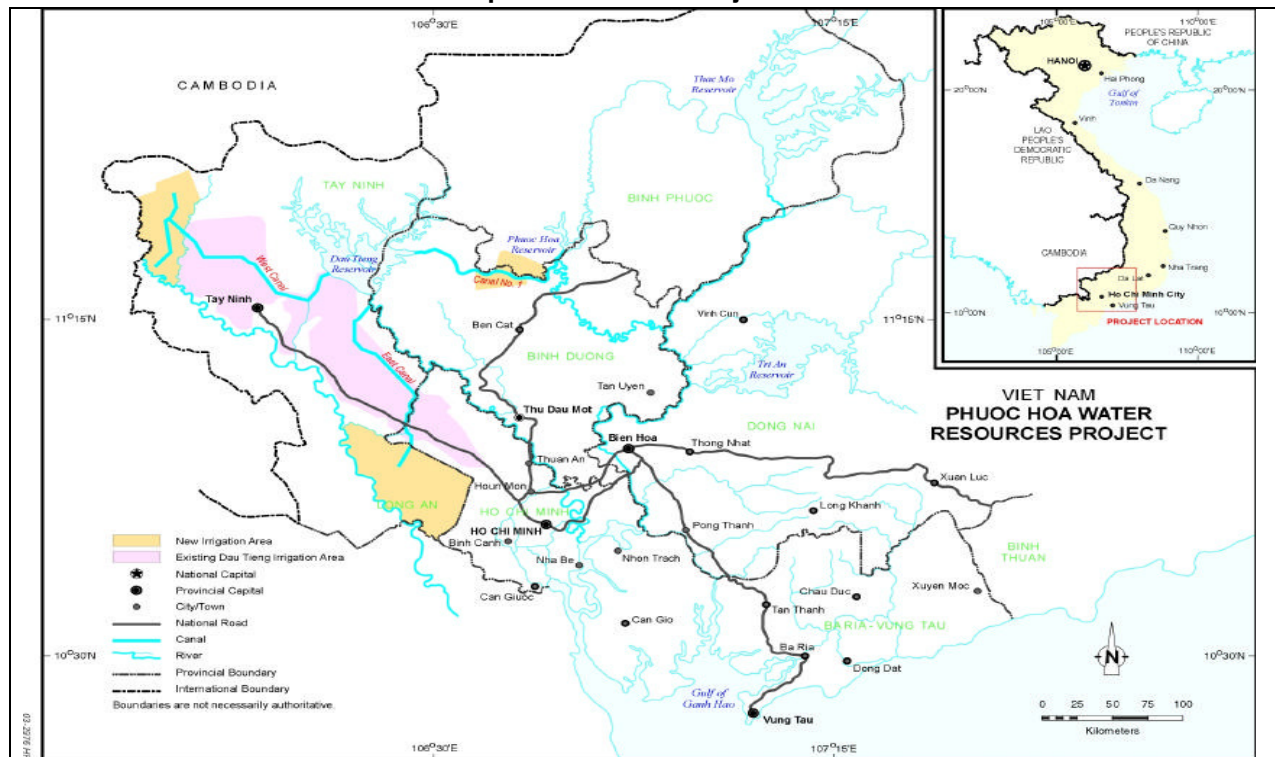 106°30'
107°15'
CAMBODIA
Thac Mo
Reservoir
TAY NINH
BINH PHUOC
Phuoc Hoa
Reservoir
Dau Tieng
Reservoir
West Canal
Canal No. 1
Tay Ninh
11°15'N
Ben Cat
Vinh Cun
11°15'N
BINH DUONG
Tri An
Reservoir
East Canal
Tan Uyen
Thu Dau Mot
DONG NAI
Bien Hoa
Thong Nhat
Thuan An
Houn Mon
Xuan Luc
LONG AN
HO CHI MINH
HO CHI MINH
Long Khanh
Binh Canh
Pong Thanh
BINH
THUAN
Nha Be
Nhon Trach
Can Giuoc
Chau Duc
Xuyen Moc
Tan Thanh
Can Gio
BARIA-VUNG TAU
10°30'N
Ba Ria
Dong Dat
10°30'N
Gulf of
Ganh Hao
Vung Tau
106°30'
107°15'
New Irrigation Area
Existing Dau Tieng Irrigation Area
National Capital
Provincial Capital
City/Town
National Road
Canal
River
Provincial Boundary
International Boundary
Boundaries are not necessarily authoritative.
105°00'E
110°00'E
PEOPLE'S REPUBLIC
OF CHINA
HANOI
Hai Phong
20°00'N
20°00'N
Gulf of
Tonkin
LAO
PEOPLE'S
DEMOCRATIC
REPUBLIC
Vinh
Da Nang
Quy Nhon
CAMBODIA
Nha Trang
Da Lat
Ho Chi Minh City
Vung Tau
10°00'N
10°00'N
PROJECT LOCATION
105°00'E
110°00'E
VIET NAM
PHUOC HOA WATER
RESOURCES PROJECT
N
0 25 50 75 100
Kilometers